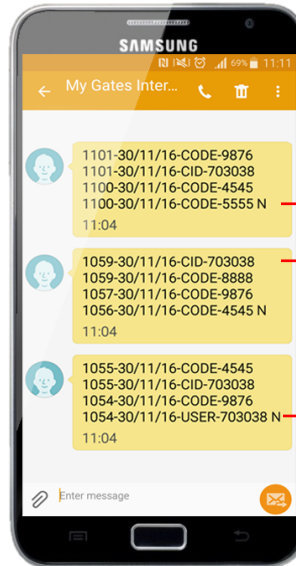 SAMSUNG
69% 11:11
My Gates Inter...
1101-30/11/16-CODE-9876
1101-30/11/16-CID-703038
1100-30/11/16-CODE-4545
1100-30/11/16-CODE-5555 N
11:04
1059-30/11/16-CID-703038
1059-30/11/16-CODE-8888
1057-30/11/16-CODE-9876
1056-30/11/16-CODE-4545 N
11:04
1055-30/11/16-CODE-4545
1055-30/11/16-CID-703038
1054-30/11/16-CODE-9876
1054-30/11/16-USER-703038 N
11:04
Enter message